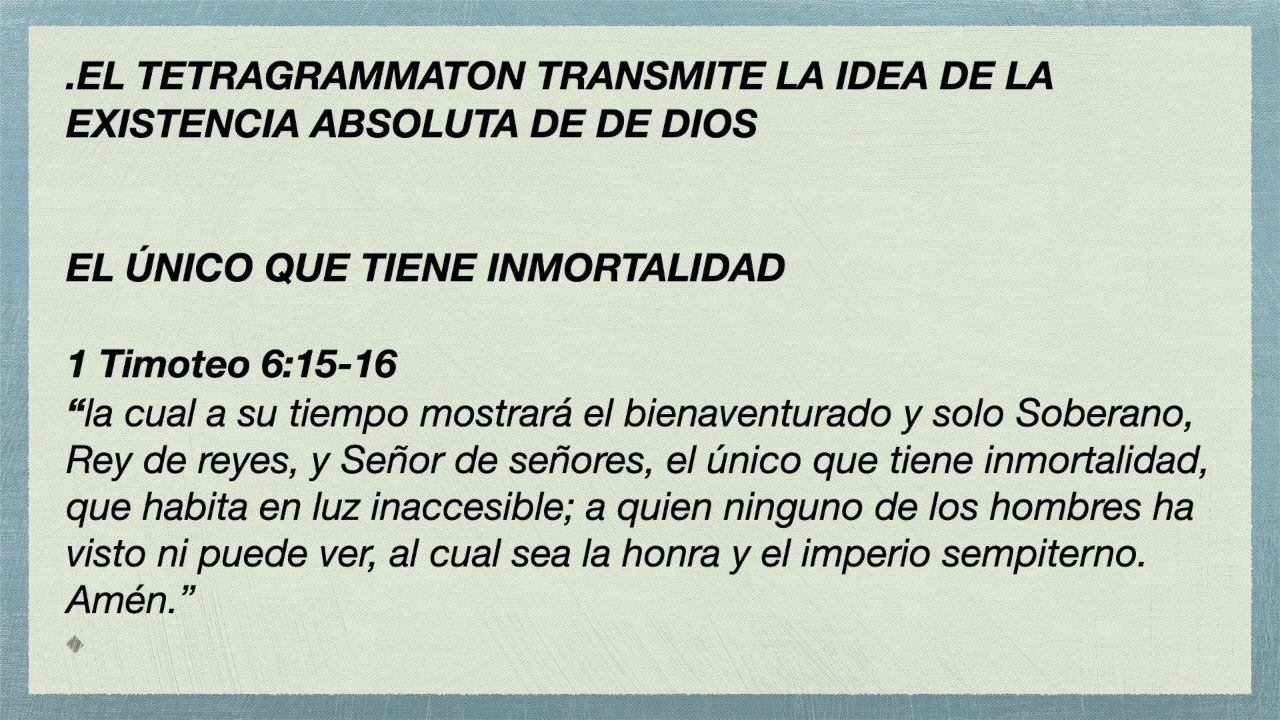 .EL TETRAGRAMMATON TRANSMITE LA IDEA DE LA
EXISTENCIA ABSOLUTA DE DE DIOS
EL ÚNICO QUE TIENE INMORTALIDAD
1 Timoteo 6:15-16
“la cual a su tiempo mostrará el bienaventurado y solo Soberano,
Rey de reyes, y Señor de señores, el único que tiene inmortalidad,
que habita en luz inaccesible; a quien ninguno de los hombres ha
visto ni puede ver, al cual sea la honra y el imperio sempiterno.
Amén.”